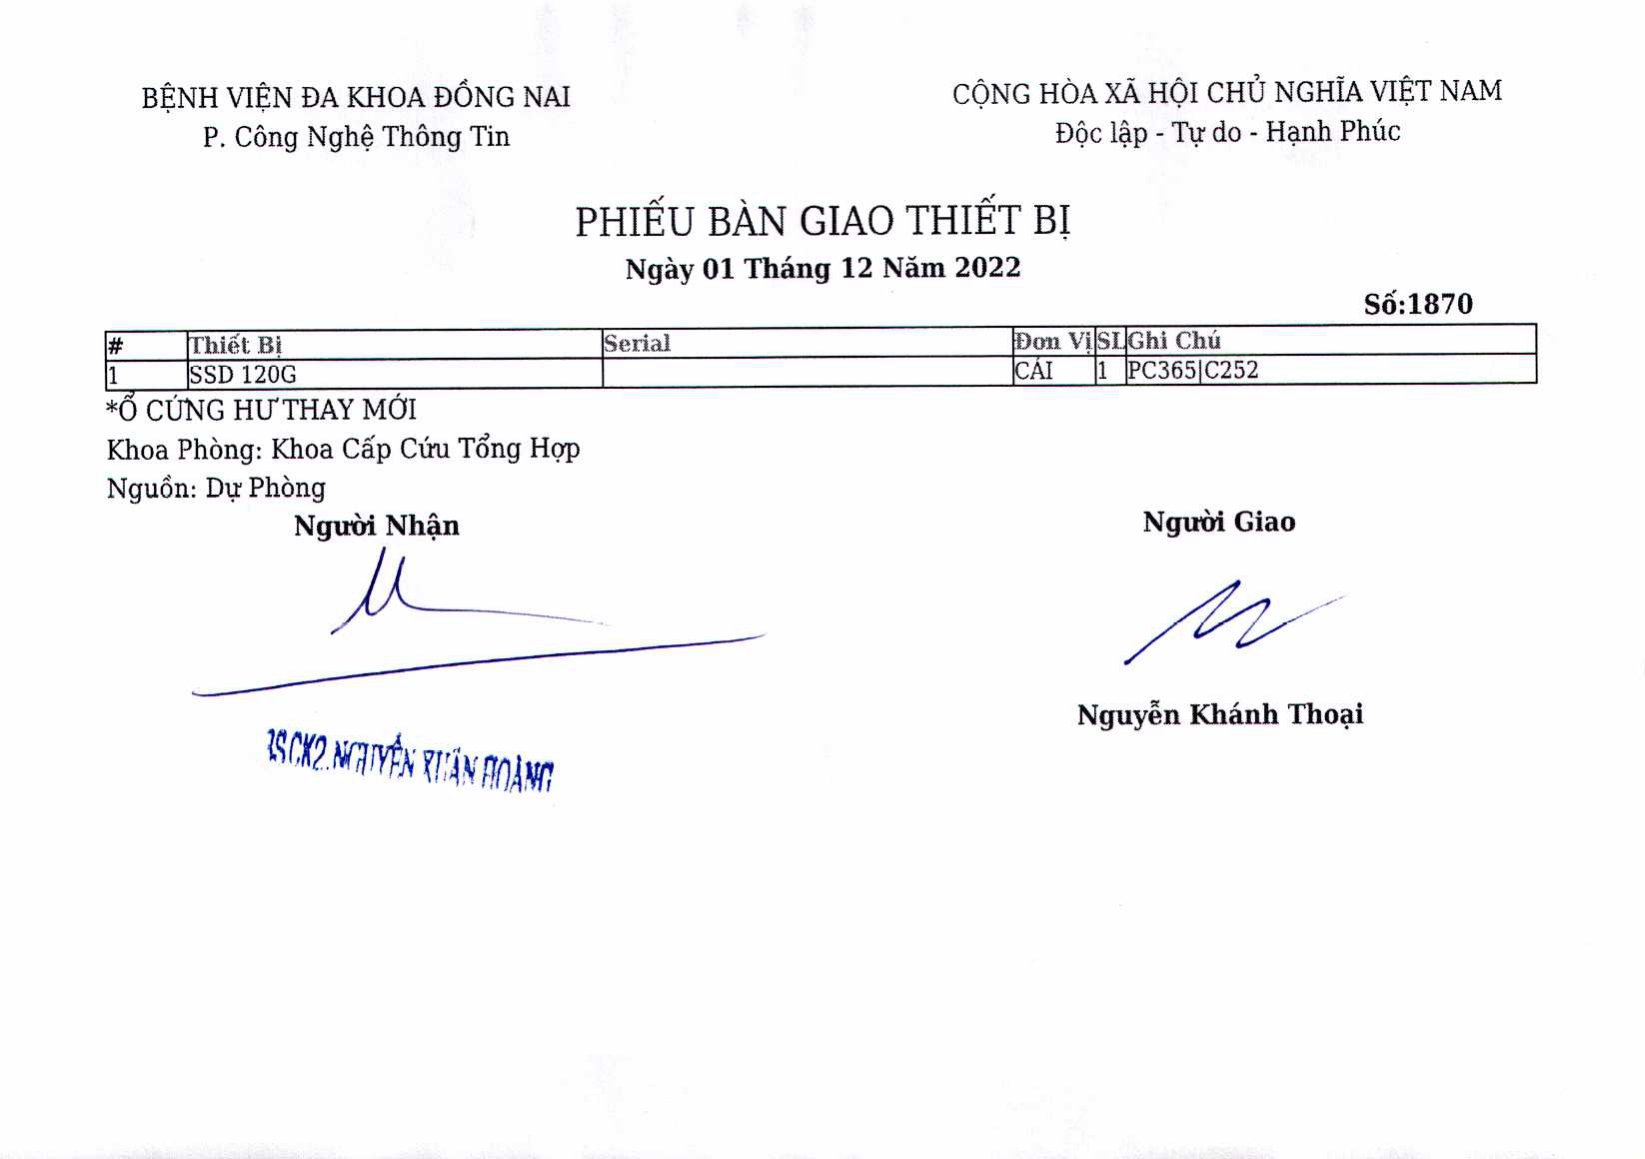 BỆNH VIỆN ĐA KHOA ĐỒNG NAI
P. Công Nghệ Thông Tin
CỘNG HÒA XÃ HỘI CHỦ NGHĨA VIỆT NAM
Độc lập - Tự do - Hạnh Phúc
PHIẾU BÀN GIAO THIẾT BỊ
Ngày 01 Tháng 12 Năm 2022
Số:1870
# Thiết Bị Serial Đơn Vị SL Ghi Chú
1 SSD 120G CÁI 1 PC365|C252
*Ổ CỨNG HƯ THAY MỚI
Khoa Phòng: Khoa Cấp Cứu Tổng Hợp
Nguồn: Dự Phòng
Người Nhận
Người Giao
Nguyễn Khánh Thoại
BSCK2.NGUYỄN XUÂN HOÀNG